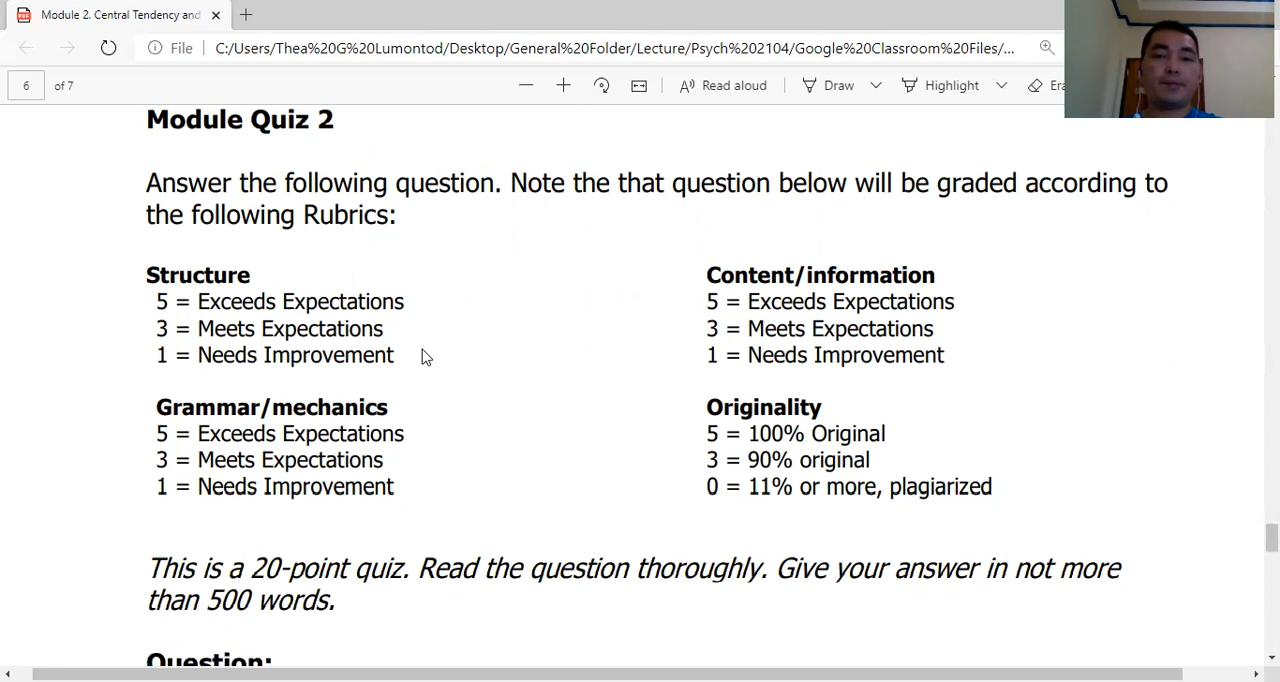 Module 2. Central Tendency and
File
C:/Users/Thea%20G%20Lumontod/Desktop/General%20Folder/Lecture/Psych%202104/Google%20Classroom%20Files/...
6 of 7
Read aloud
Draw
Highlight
Module Quiz 2
Answer the following question. Note the that question below will be graded according to
the following Rubrics:
Structure
5 = Exceeds Expectations
3 = Meets Expectations
1 = Needs Improvement
Content/information
5 = Exceeds Expectations
3 = Meets Expectations
1 = Needs Improvement
Grammar/mechanics
5 = Exceeds Expectations
3 = Meets Expectations
1 = Needs Improvement
Originality
5 = 100% Original
3 = 90% original
0 = 11% or more, plagiarized
This is a 20-point quiz. Read the question thoroughly. Give your answer in not more
than 500 words.
Question: